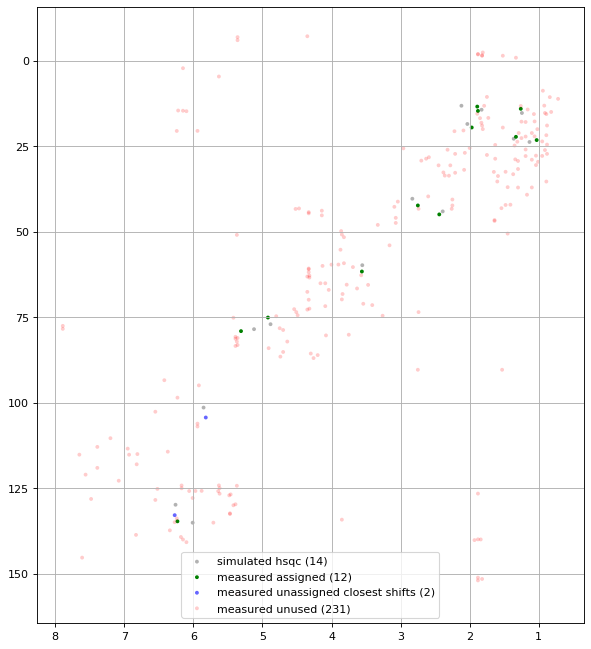 0
25
50
75
100
125
150
simulated hsqc (14)
measured assigned (12)
measured unassigned closest shifts (2)
measured unused (231)
8 7 6 5 4 3 2 1